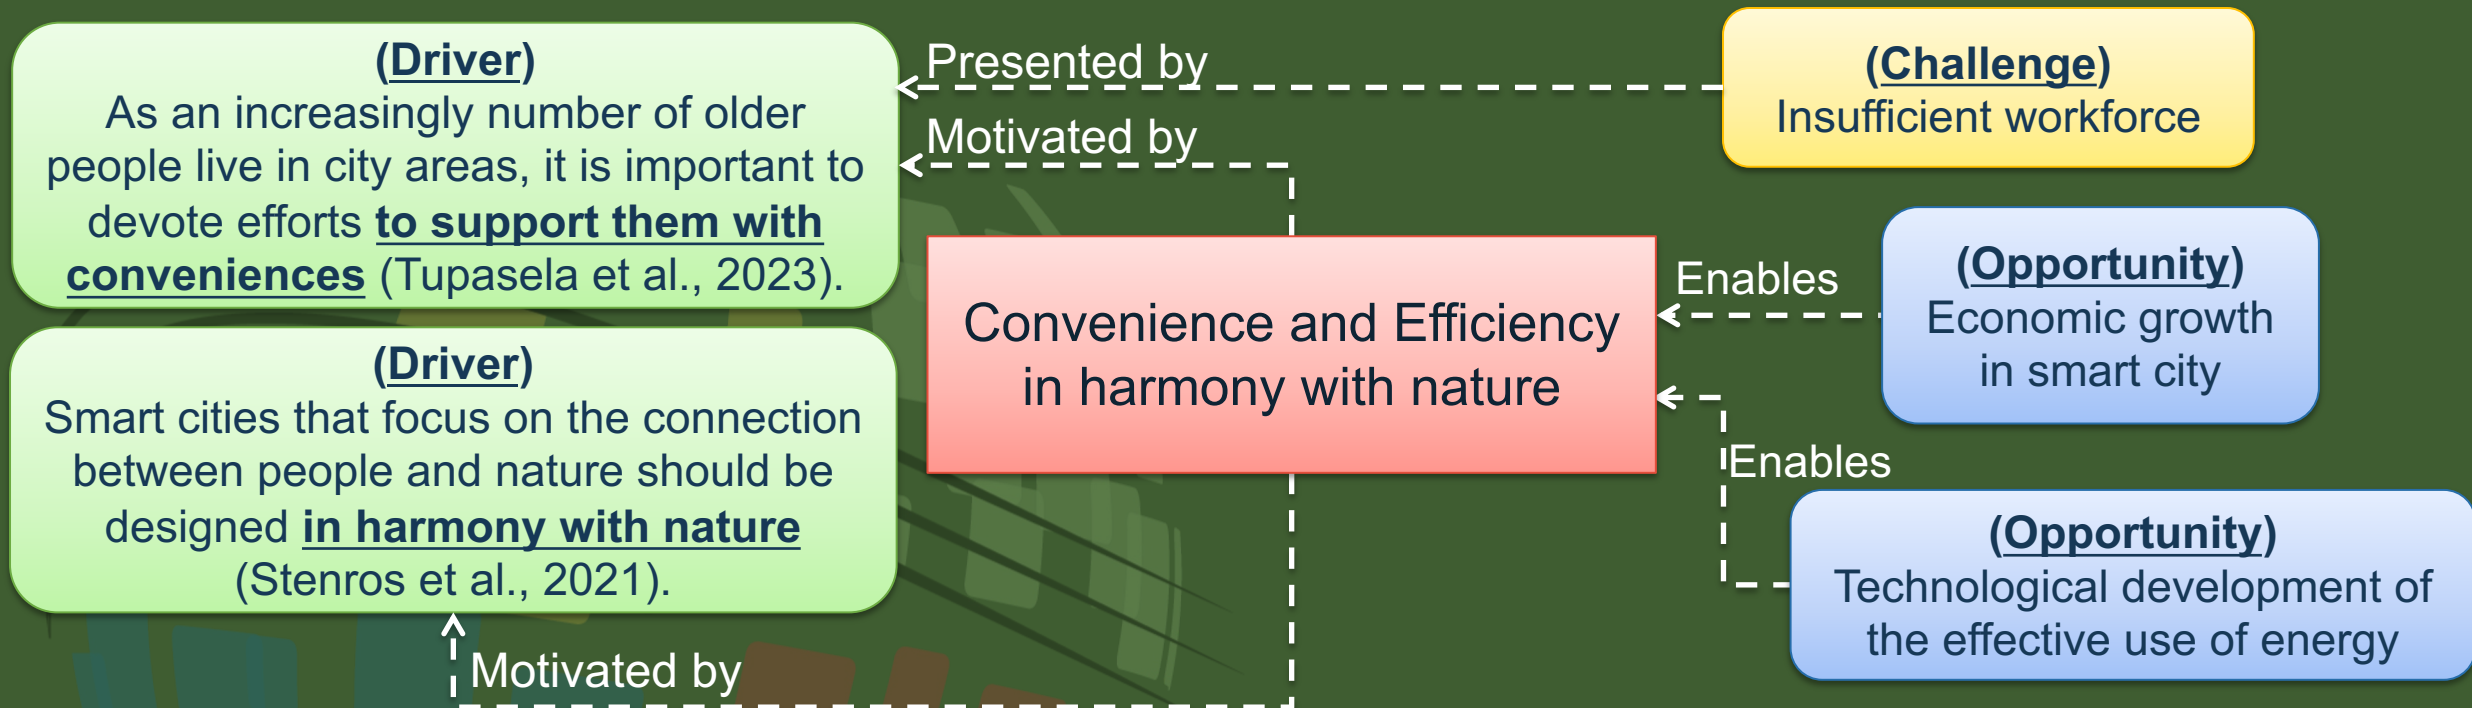 (Driver)
As an increasingly number of older
people live in city areas, it is important to
devote efforts to support them with
conveniences (Tupasela et al., 2023).
(Driver)
Smart cities that focus on the connection
between people and nature should be
designed in harmony with nature
(Stenros et al., 2021).
Presented by
Motivated by
Convenience and Efficiency
in harmony with nature
Motivated by
(Challenge)
Insufficient workforce
Enables
(Opportunity)
Economic growth
in smart city
Enables
(Opportunity)
Technological development of
the effective use of energy